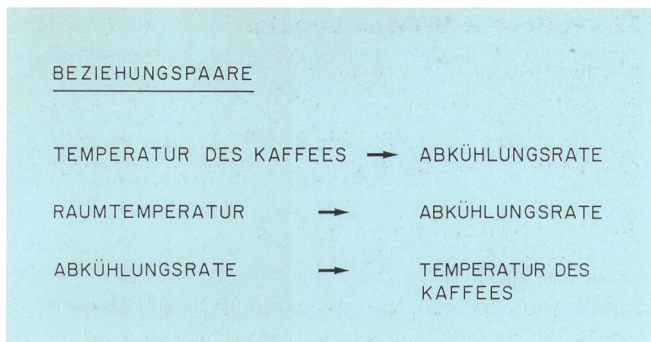 BEZIEHUNGSPAARE
TEMPERATUR DES KAFFEES → ABKÜHLUNGSRATE
RAUMTEMPERATUR → ABKÜHLUNGSRATE
ABKÜHLUNGSRATE → TEMPERATUR DES
KAFFEES